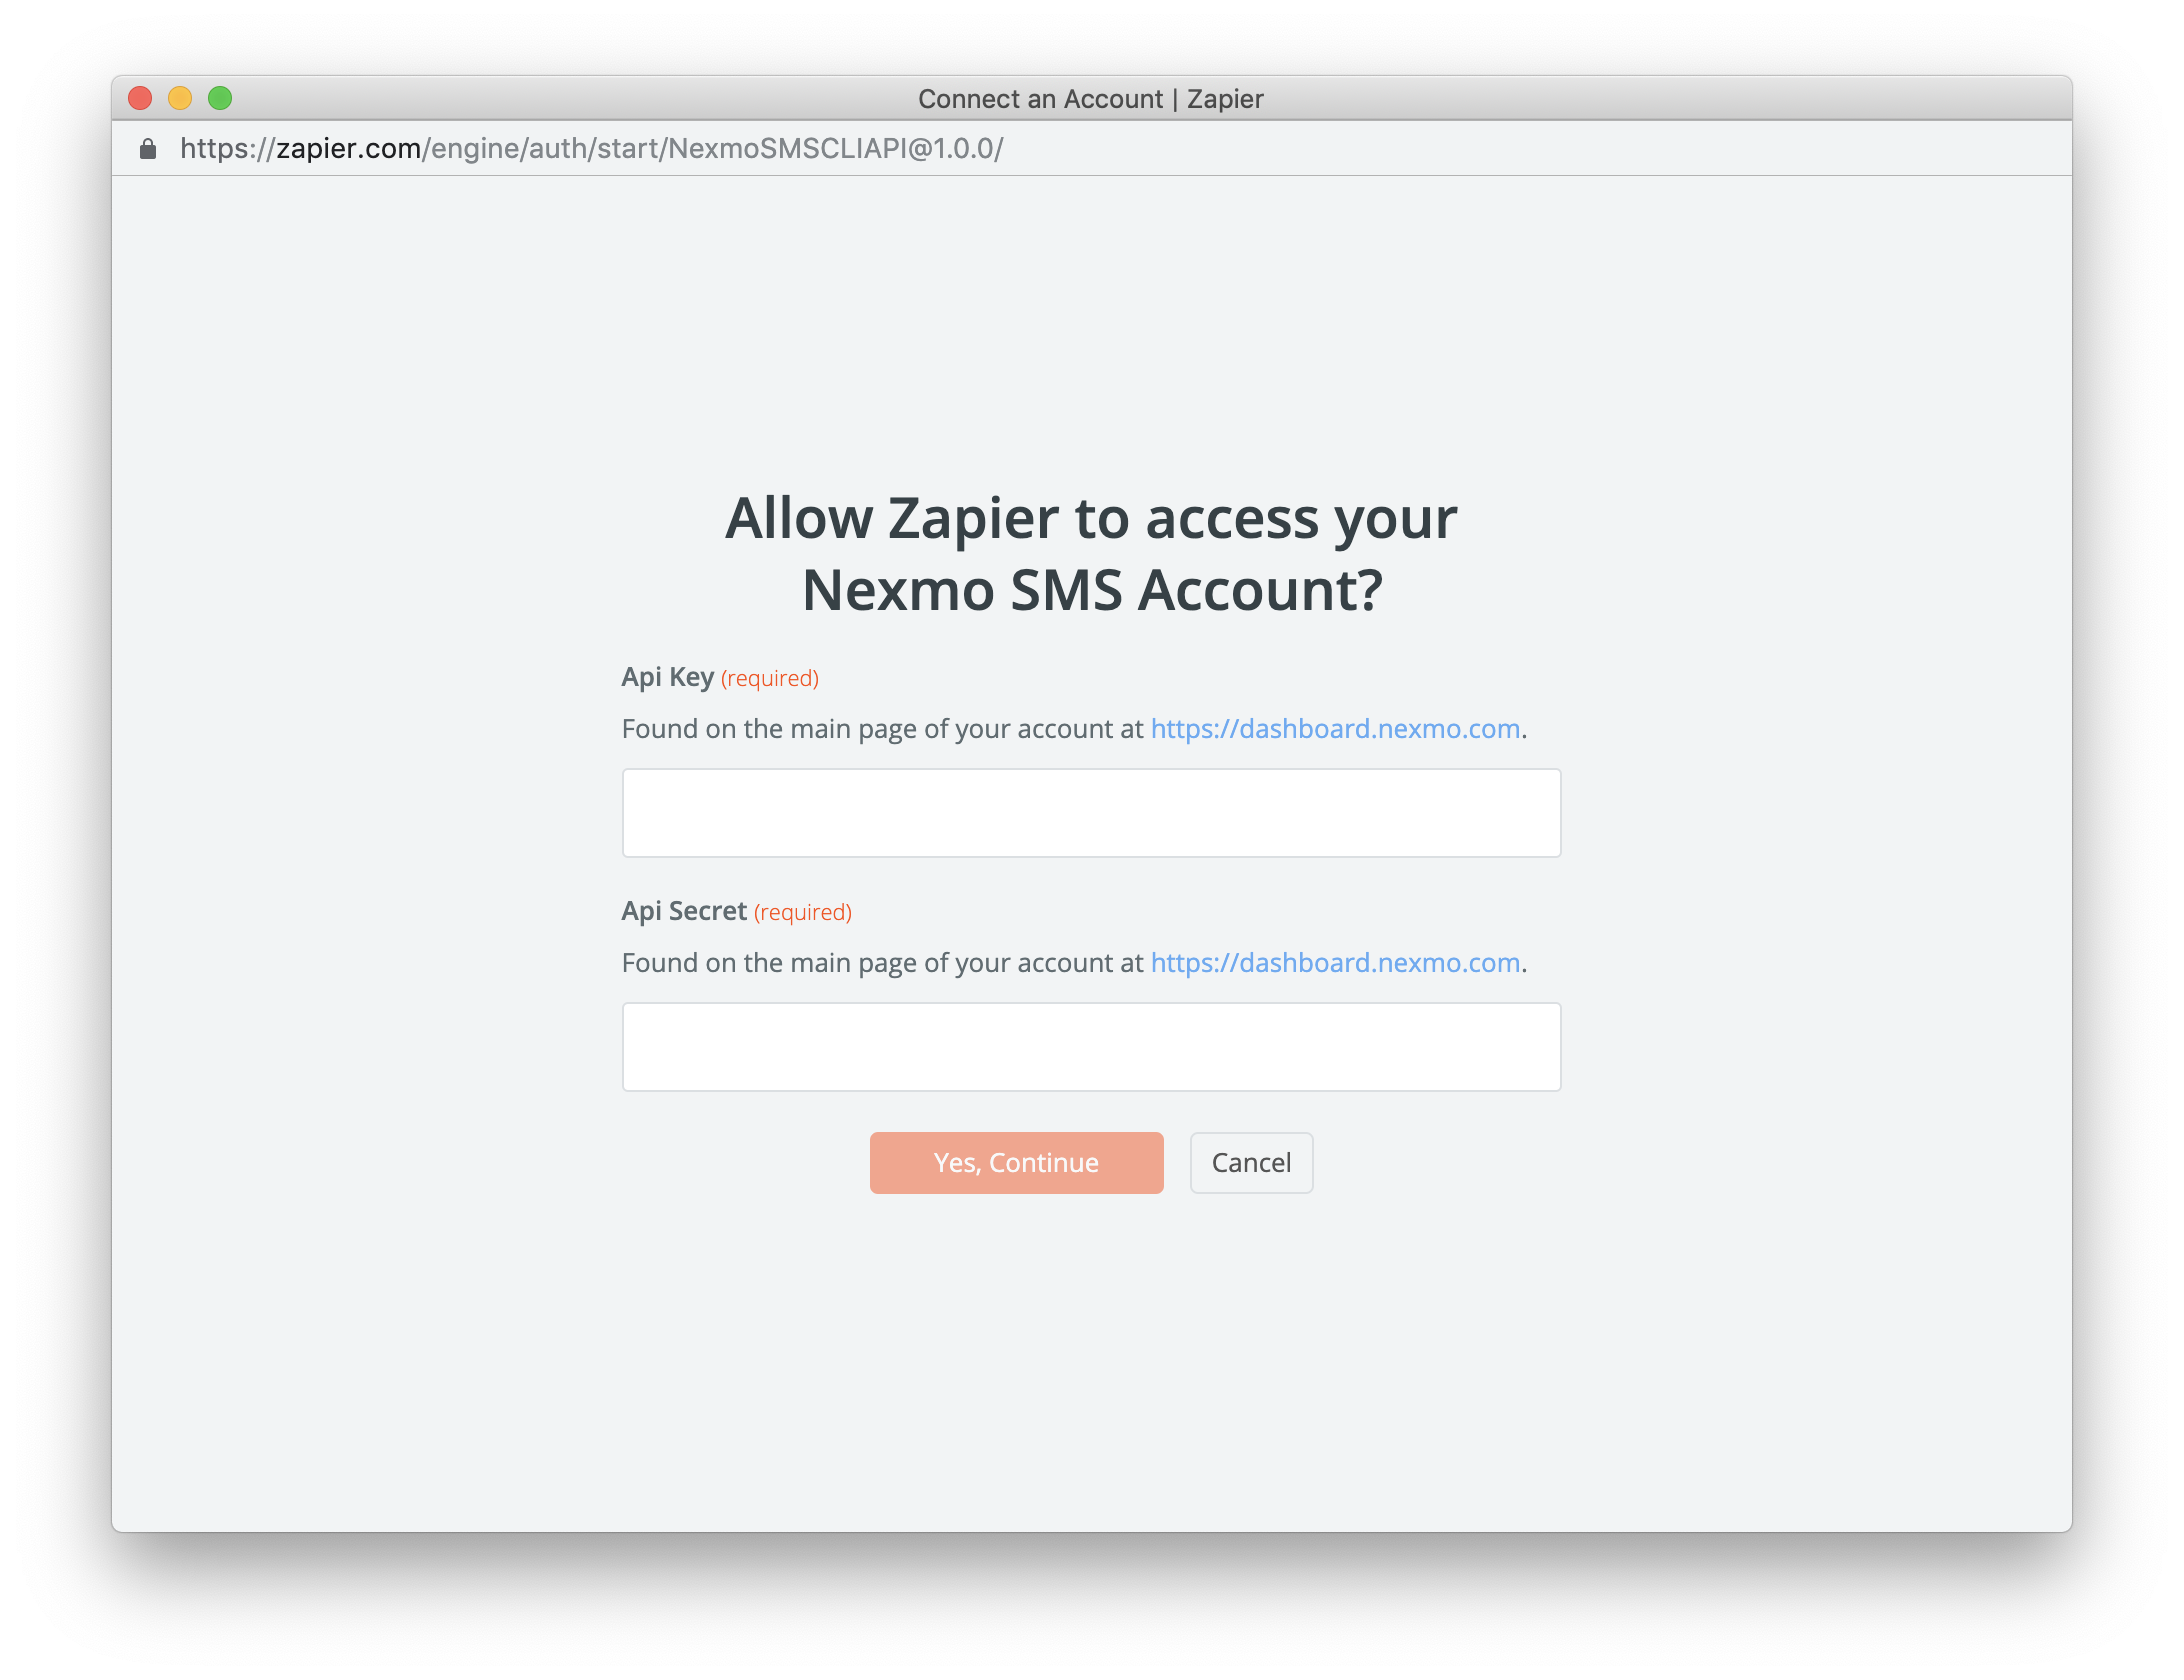 Connect an Account | Zapier
https://zapier.com/engine/auth/start/NexmoSMSCLIAPI@1.0.0/
Allow Zapier to access your
Nexmo SMS Account?
Api Key (required)
Found on the main page of your account at https://dashboard.nexmo.com.
Api Secret (required)
Found on the main page of your account at https://dashboard.nexmo.com.
Yes, Continue
Cancel